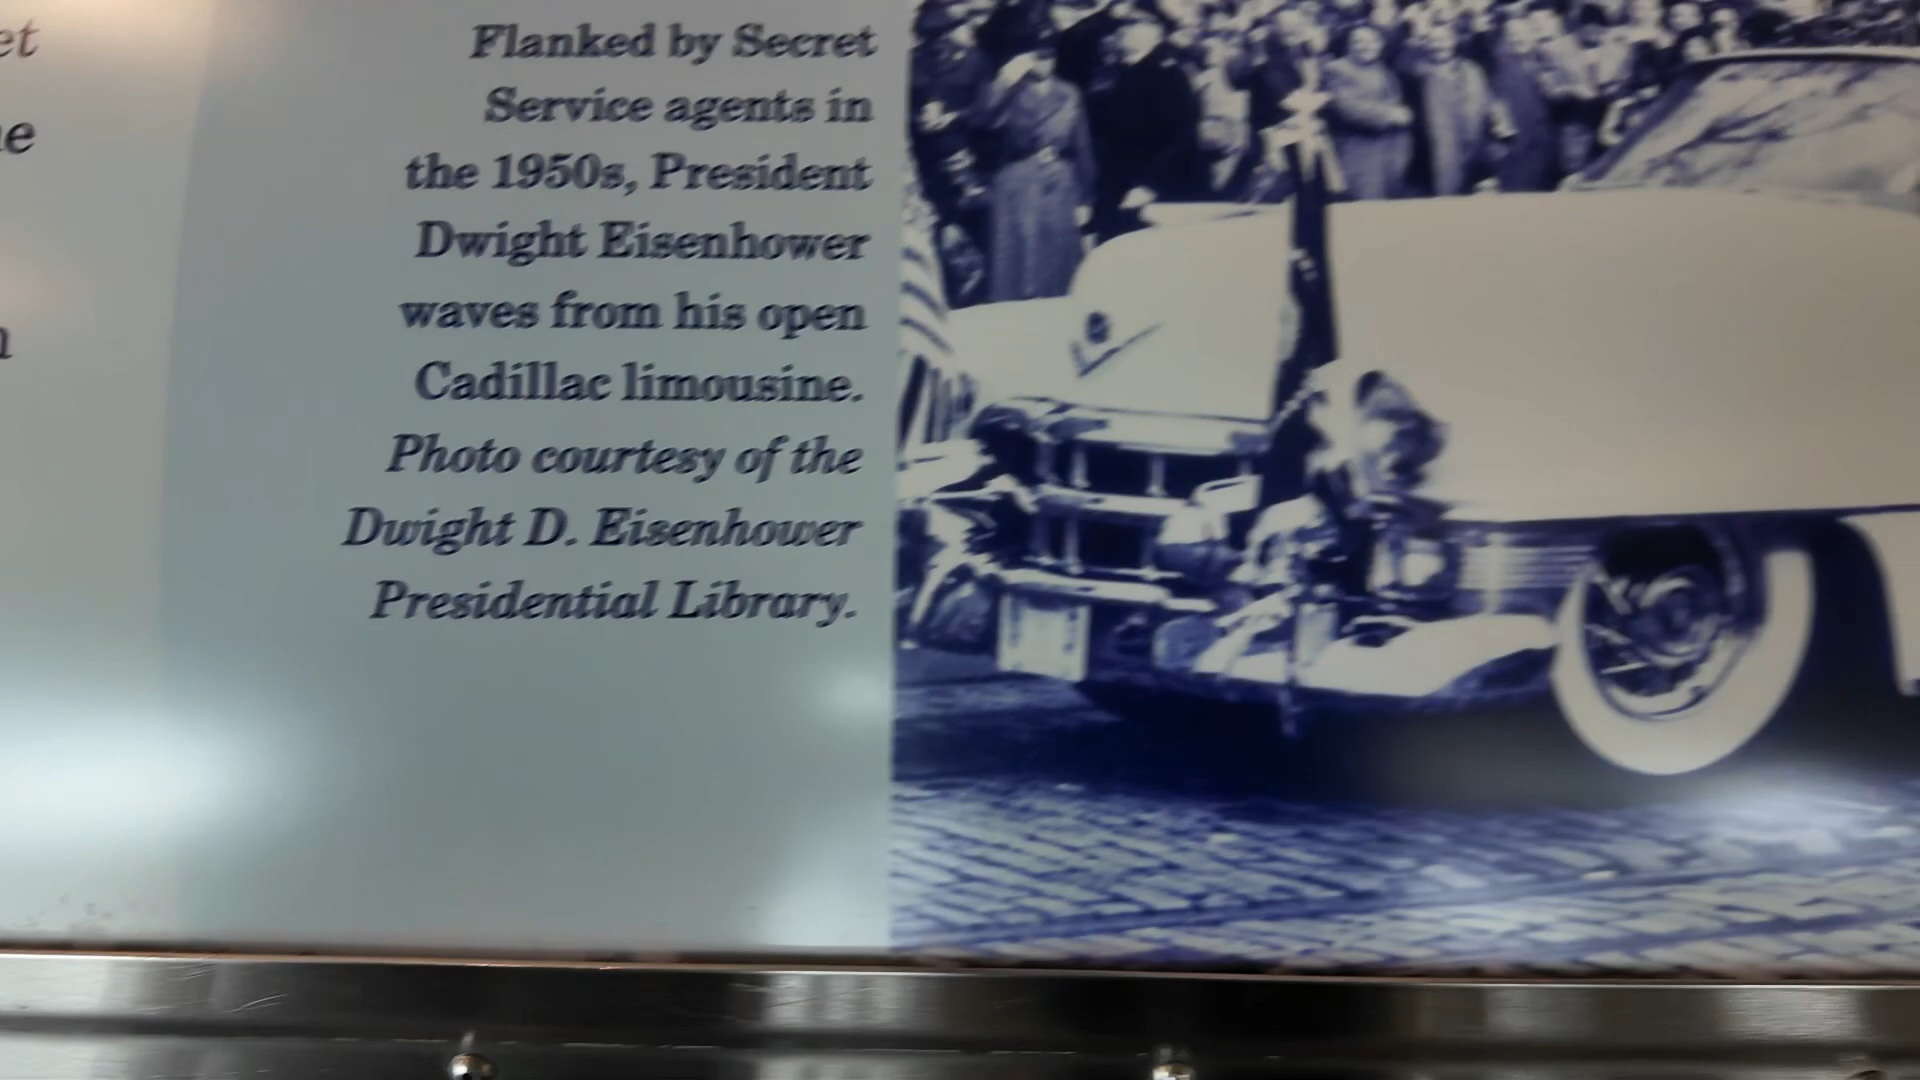 Flanked by Secret
Service agents in
the 1950s, President
Dwight Eisenhower
waves from his open
Cadillac limousine.
Photo courtesy of the
Dwight D. Eisenhower
Presidential Library.